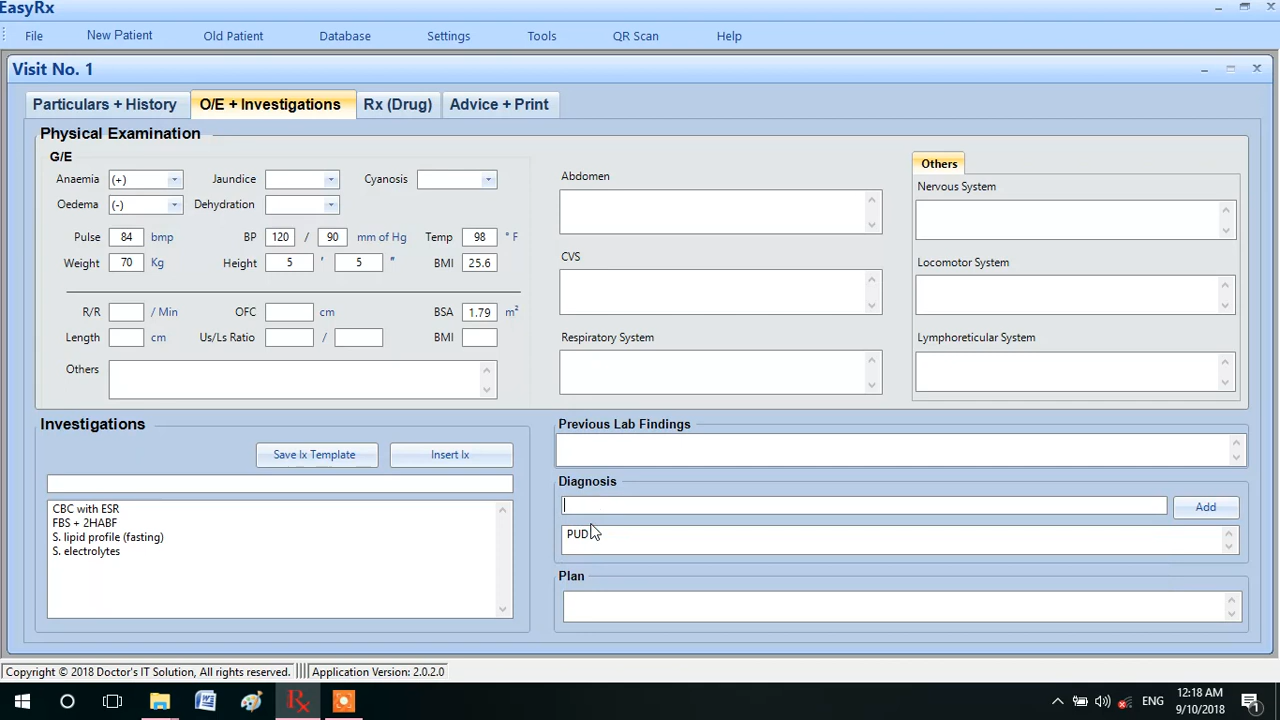 EasyRx
File New Patient Old Patient Database Settings Tools QR Scan Help
Visit No. 1
Particulars + History O/E + Investigations Rx (Drug) Advice + Print
Physical Examination
G/E
Anaemia (+) Jaundice Cyanosis
Oedema (-) Dehydration
Pulse 84 bmp BP 120 / 90 mm of Hg Temp 98 ° F
Weight 70 Kg Height 5 ' 5 " BMI 25.6
R/R / Min OFC cm BSA 1.79 m²
Length cm Us/Ls Ratio / BMI
Others
Abdomen
CVS
Respiratory System
Others
Nervous System
Locomotor System
Lymphoreticular System
Investigations
Save Ix Template Insert Ix
CBC with ESR
FBS + 2HABF
S. lipid profile (fasting)
S. electrolytes
Previous Lab Findings
Diagnosis
Add
PUD
Plan
Copyright © 2018 Doctor's IT Solution, All rights reserved. Application Version: 2.0.2.0
ENG 12:18 AM
9/10/2018